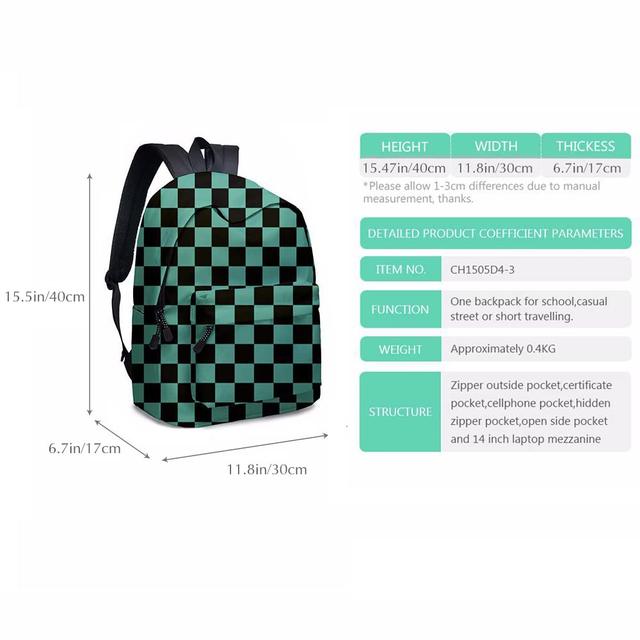 15.5in/40cm
6.7in/17cm
11.8in/30cm
HEIGHT WIDTH THICKESS
15.47in/40cm 11.8in/30cm 6.7in/17cm
*Please allow 1-3cm differences due to manual
measurement, thanks.
DETAILED PRODUCT COEFFICIENT PARAMETERS
ITEM NO. CH1505D4-3
FUNCTION One backpack for school,casual
street or short travelling.
WEIGHT Approximately 0.4KG
STRUCTURE Zipper outside pocket,certificate
pocket,cellphone pocket,hidden
zipper pocket,open side pocket
and 14 inch laptop mezzanine